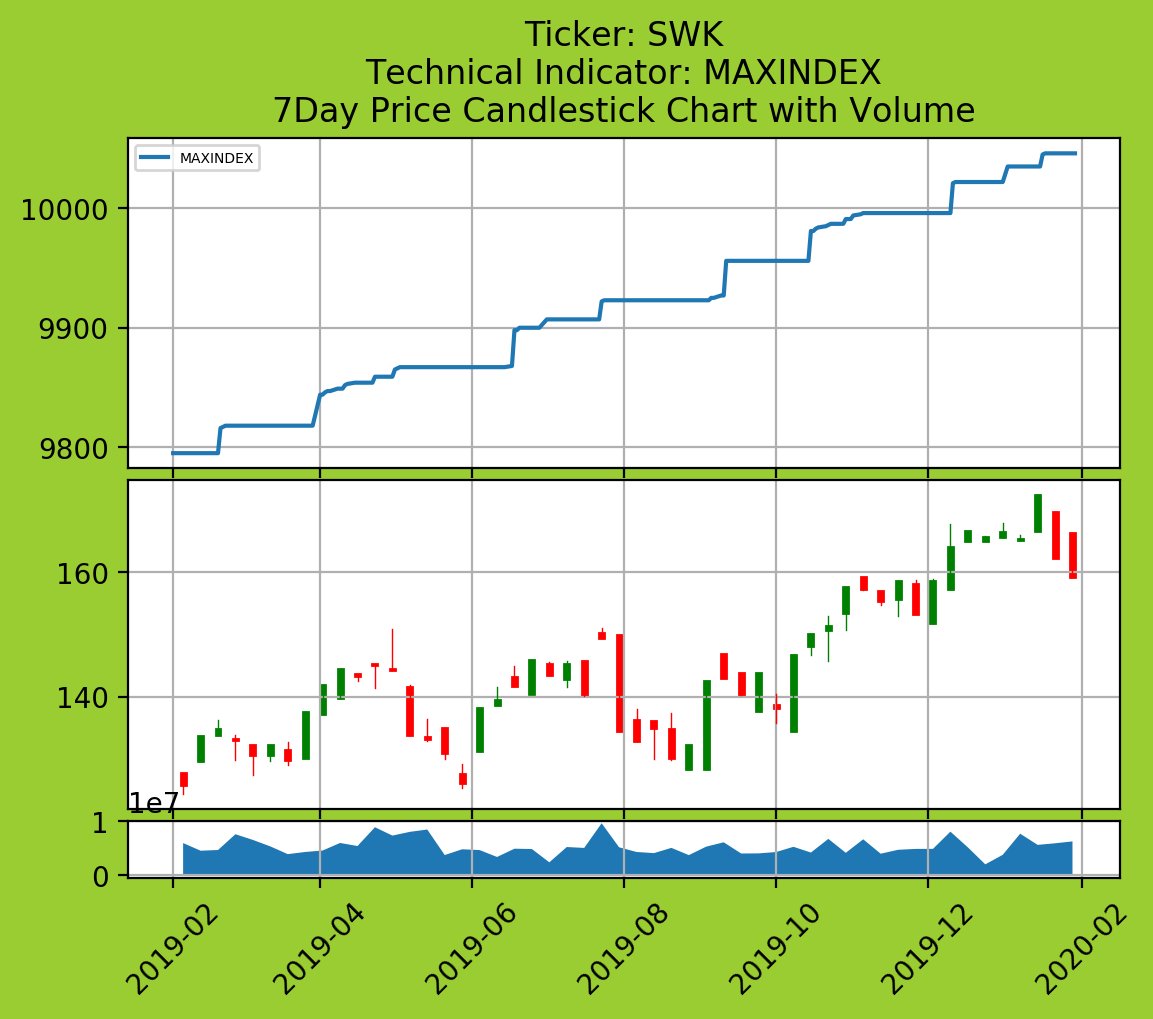 Ticker: SWK
Technical Indicator: MAXINDEX
7Day Price Candlestick Chart with Volume
MAXINDEX
10000
9900
9800
160
140
1e7
1
0
2019-02
2019-04
2019-06
2019-08
2019-10
2019-12
2020-02